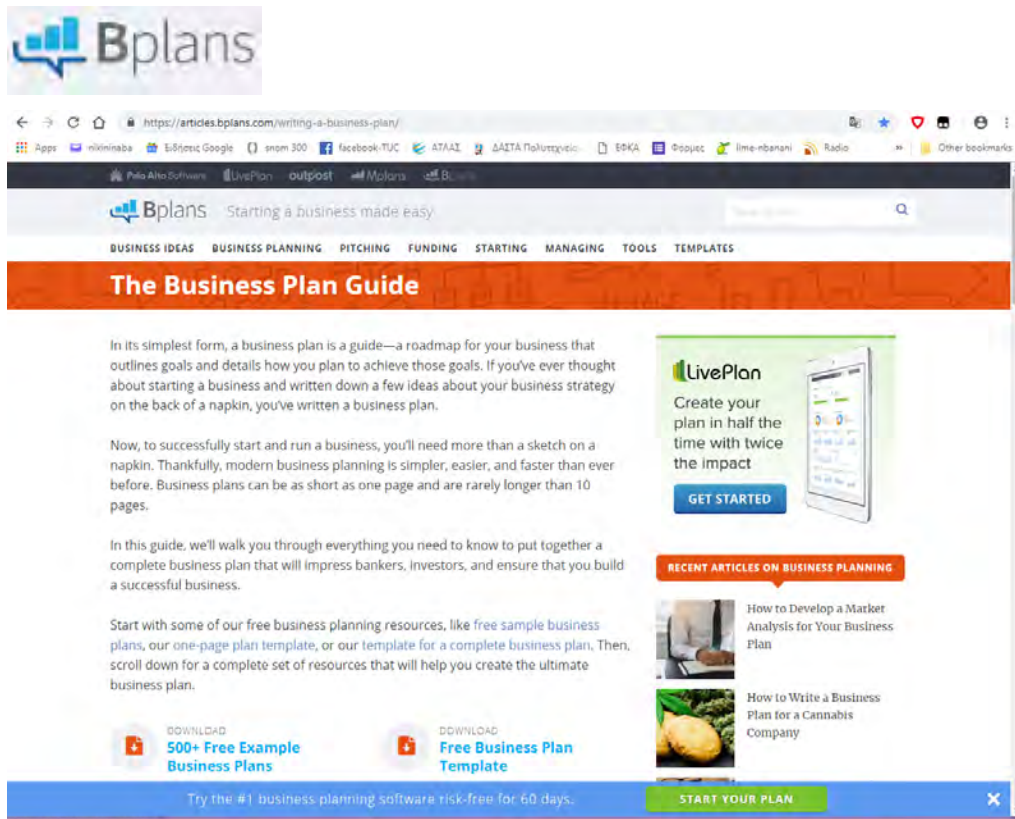 Bplans
https://articles.bplans.com/writing-a-business-plan/
Apps nikininaba Ειδήσεις Google snom 300 facebook-TUC ΑΤΛΑΣ ΔΑΣΤΑ Πολυτεχνείο ΕΦΚΑ Φορμες lime-nbanani Radio » Other bookmarks
Palo Alto Software LivePlan outpost Mplans
Bplans Starting a business made easy
BUSINESS IDEAS BUSINESS PLANNING PITCHING FUNDING STARTING MANAGING TOOLS TEMPLATES
The Business Plan Guide
In its simplest form, a business plan is a guide—a roadmap for your business that
outlines goals and details how you plan to achieve those goals. If you've ever thought
about starting a business and written down a few ideas about your business strategy
on the back of a napkin, you've written a business plan.
Now, to successfully start and run a business, you'll need more than a sketch on a
napkin. Thankfully, modern business planning is simpler, easier, and faster than ever
before. Business plans can be as short as one page and are rarely longer than 10
pages.
In this guide, we'll walk you through everything you need to know to put together a
complete business plan that will impress bankers, investors, and ensure that you build
a successful business.
Start with some of our free business planning resources, like free sample business
plans, our one-page plan template, or our template for a complete business plan. Then,
scroll down for a complete set of resources that will help you create the ultimate
business plan.
DOWNLOAD
500+ Free Example
Business Plans
DOWNLOAD
Free Business Plan
Template
LivePlan
Create your
plan in half the
time with twice
the impact
GET STARTED
RECENT ARTICLES ON BUSINESS PLANNING
How to Develop a Market
Analysis for Your Business
Plan
How to Write a Business
Plan for a Cannabis
Company
Try the #1 business planning software risk-free for 60 days.
START YOUR PLAN